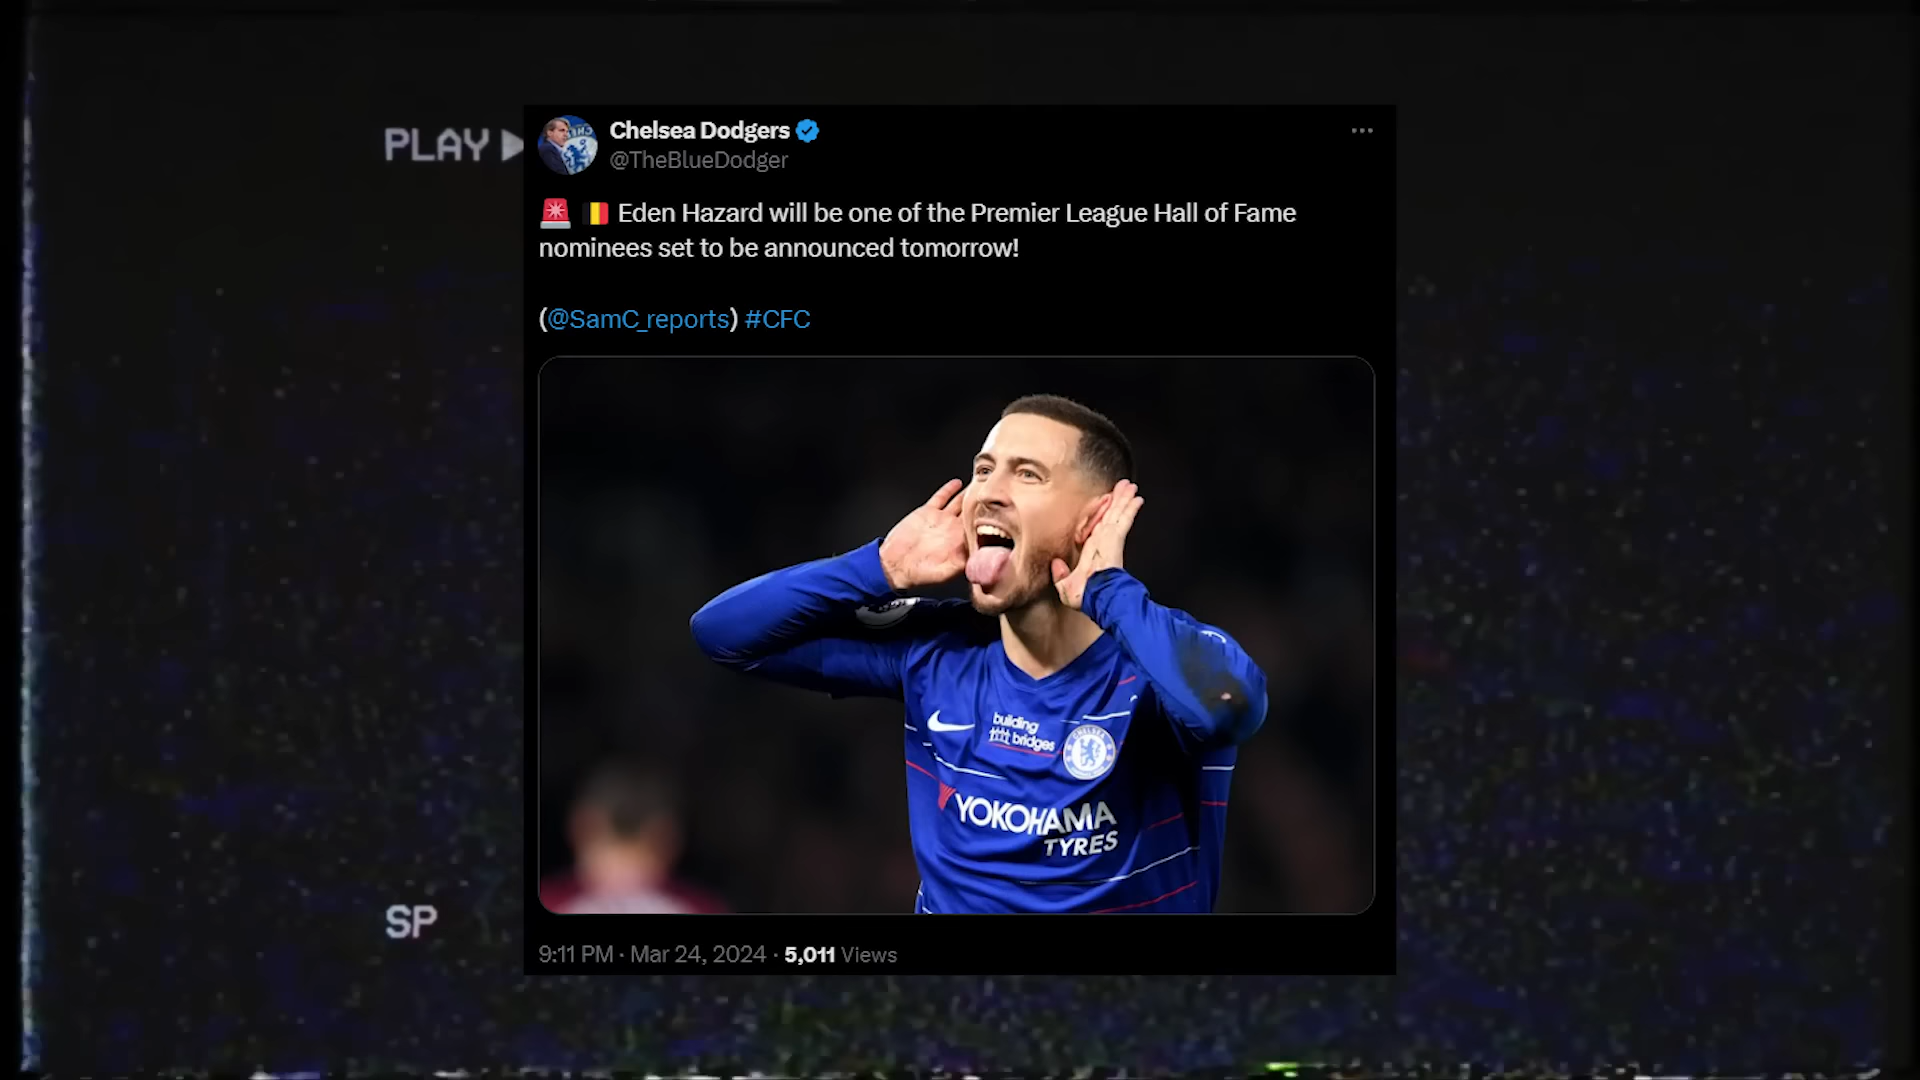 PLAY
Chelsea Dodgers
@TheBlueDodger
Eden Hazard will be one of the Premier League Hall of Fame
nominees set to be announced tomorrow!
(@SamC_reports) #CFC
building
bridges
CHELSEA
YOKOHAMA
TYRES
SP
9:11 PM · Mar 24, 2024 · 5,011 Views